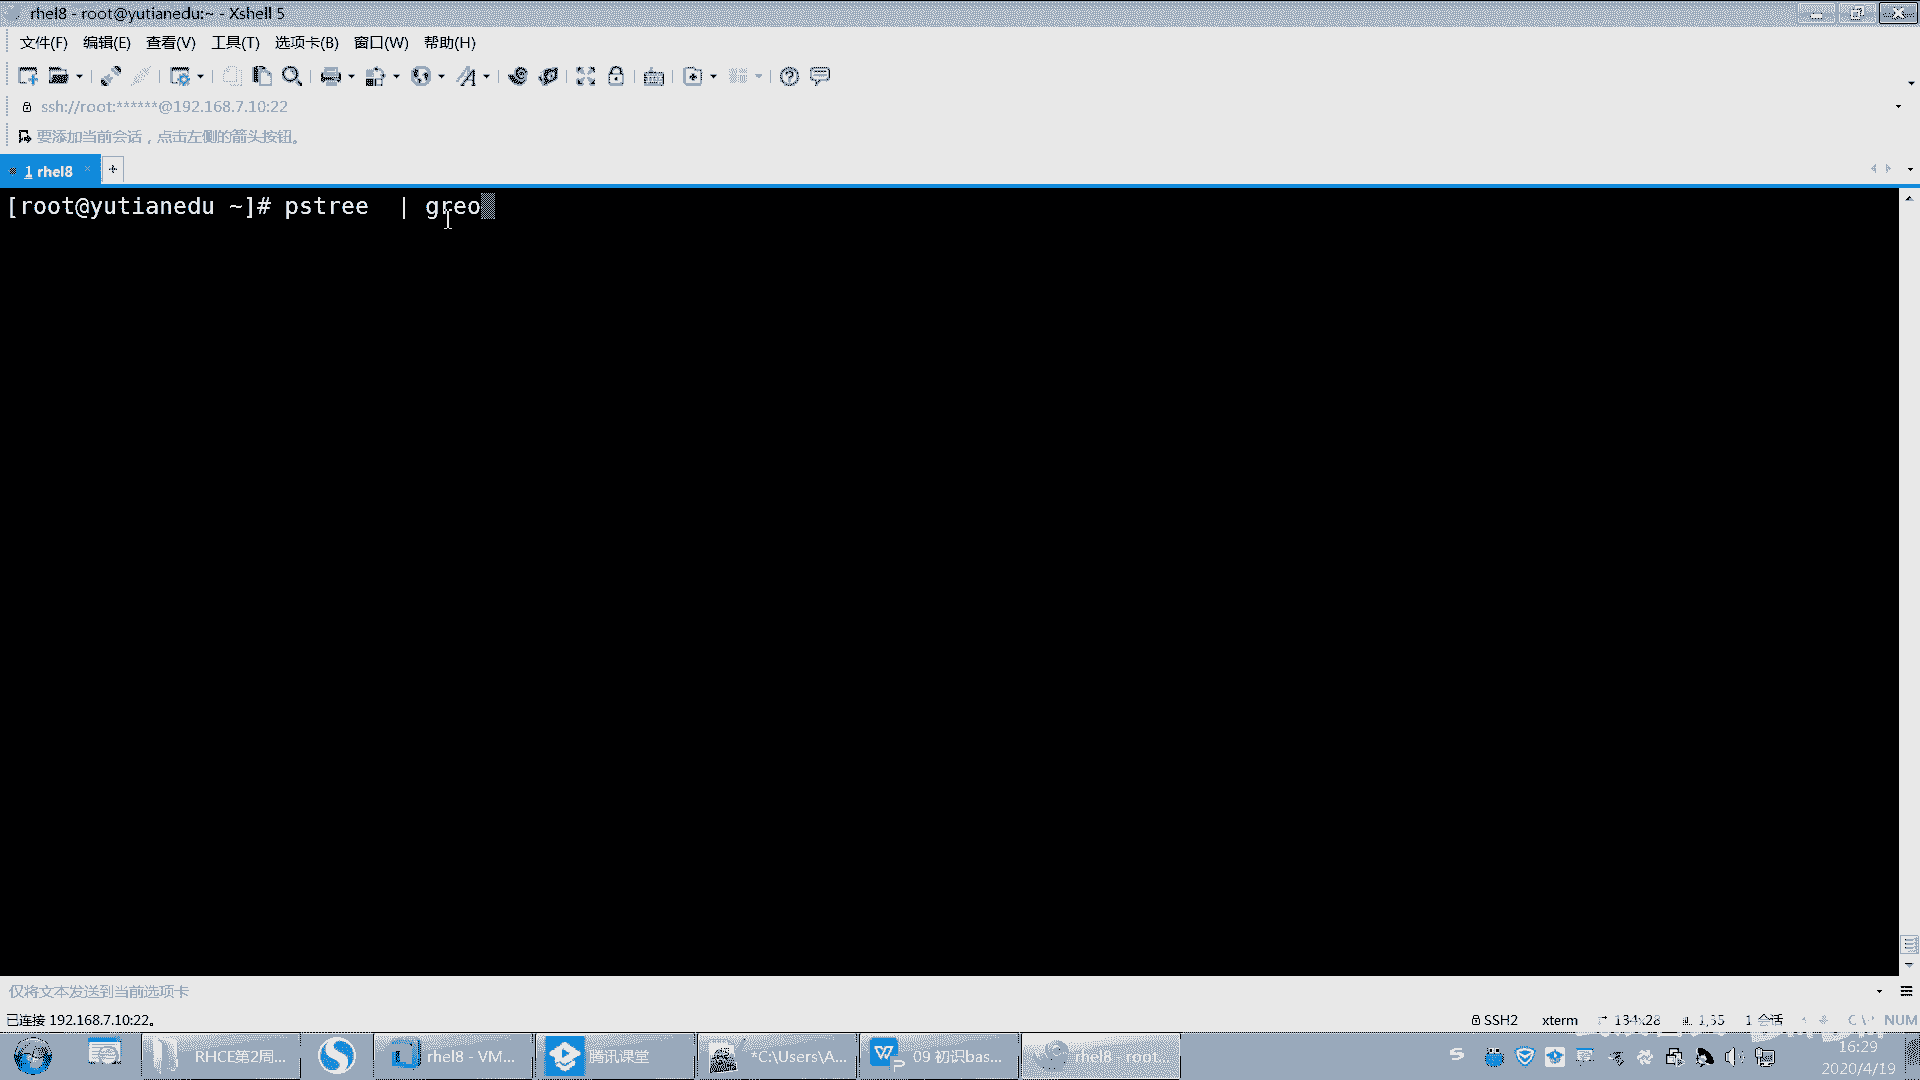 rhel8 - root@yutianedu:~ - Xshell 5
文件(F) 编辑(E) 查看(V) 工具(T) 选项卡(B) 窗口(W) 帮助(H)
ssh://root:******@192.168.7.10:22
要添加当前会话，点击左侧的箭头按钮。
1 rhel8
[root@yutianedu ~]# pstree  | greo
仅将文本发送到当前选项卡
已连接 192.168.7.10:22。 SSH2 xterm 134x28 1,35 1 会话 NUM
RHCE第2周... rhel8 - VM... 腾讯课堂 *C:\Users\A... 09 初识bas... rhel8 - root... 16:29
2020/4/19